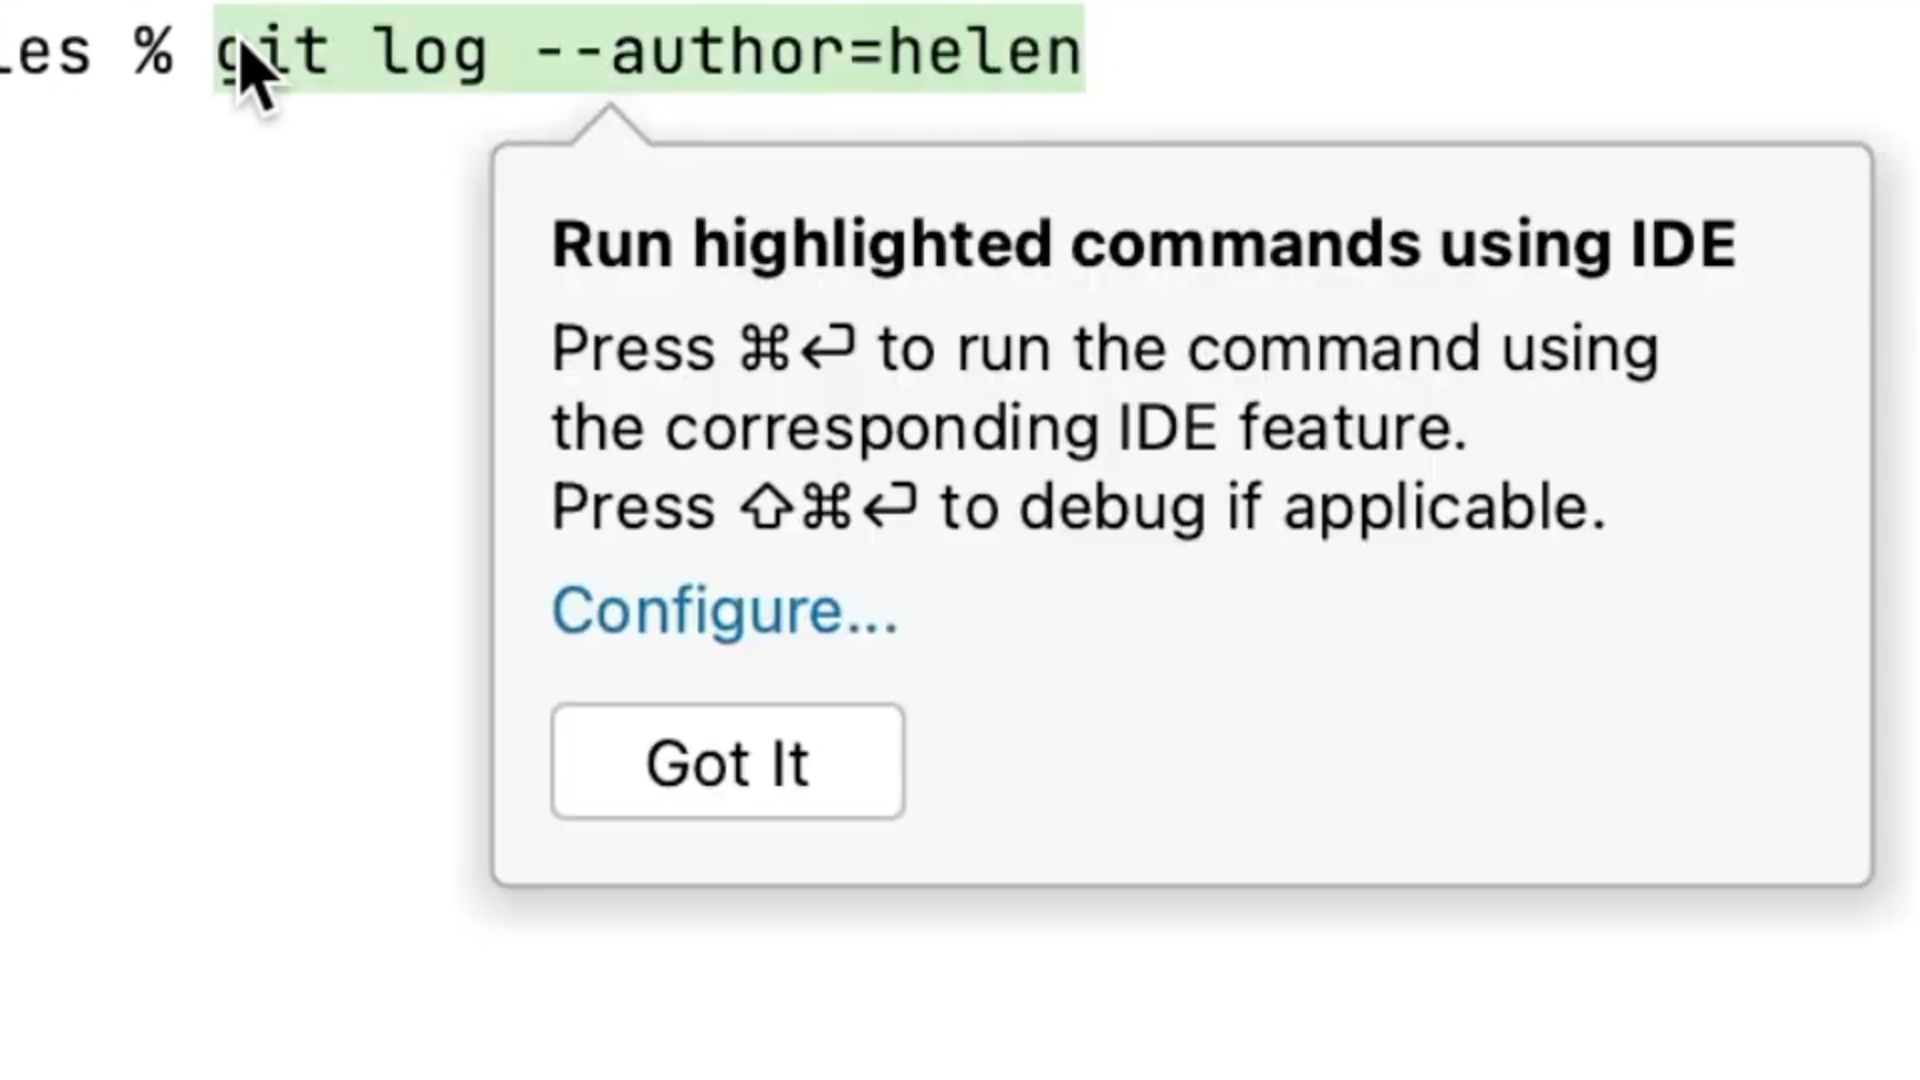 les % git log --author=helen
Run highlighted commands using IDE
Press ⌘⏎ to run the command using
the corresponding IDE feature.
Press ⇧⌘⏎ to debug if applicable.
Configure...
Got It